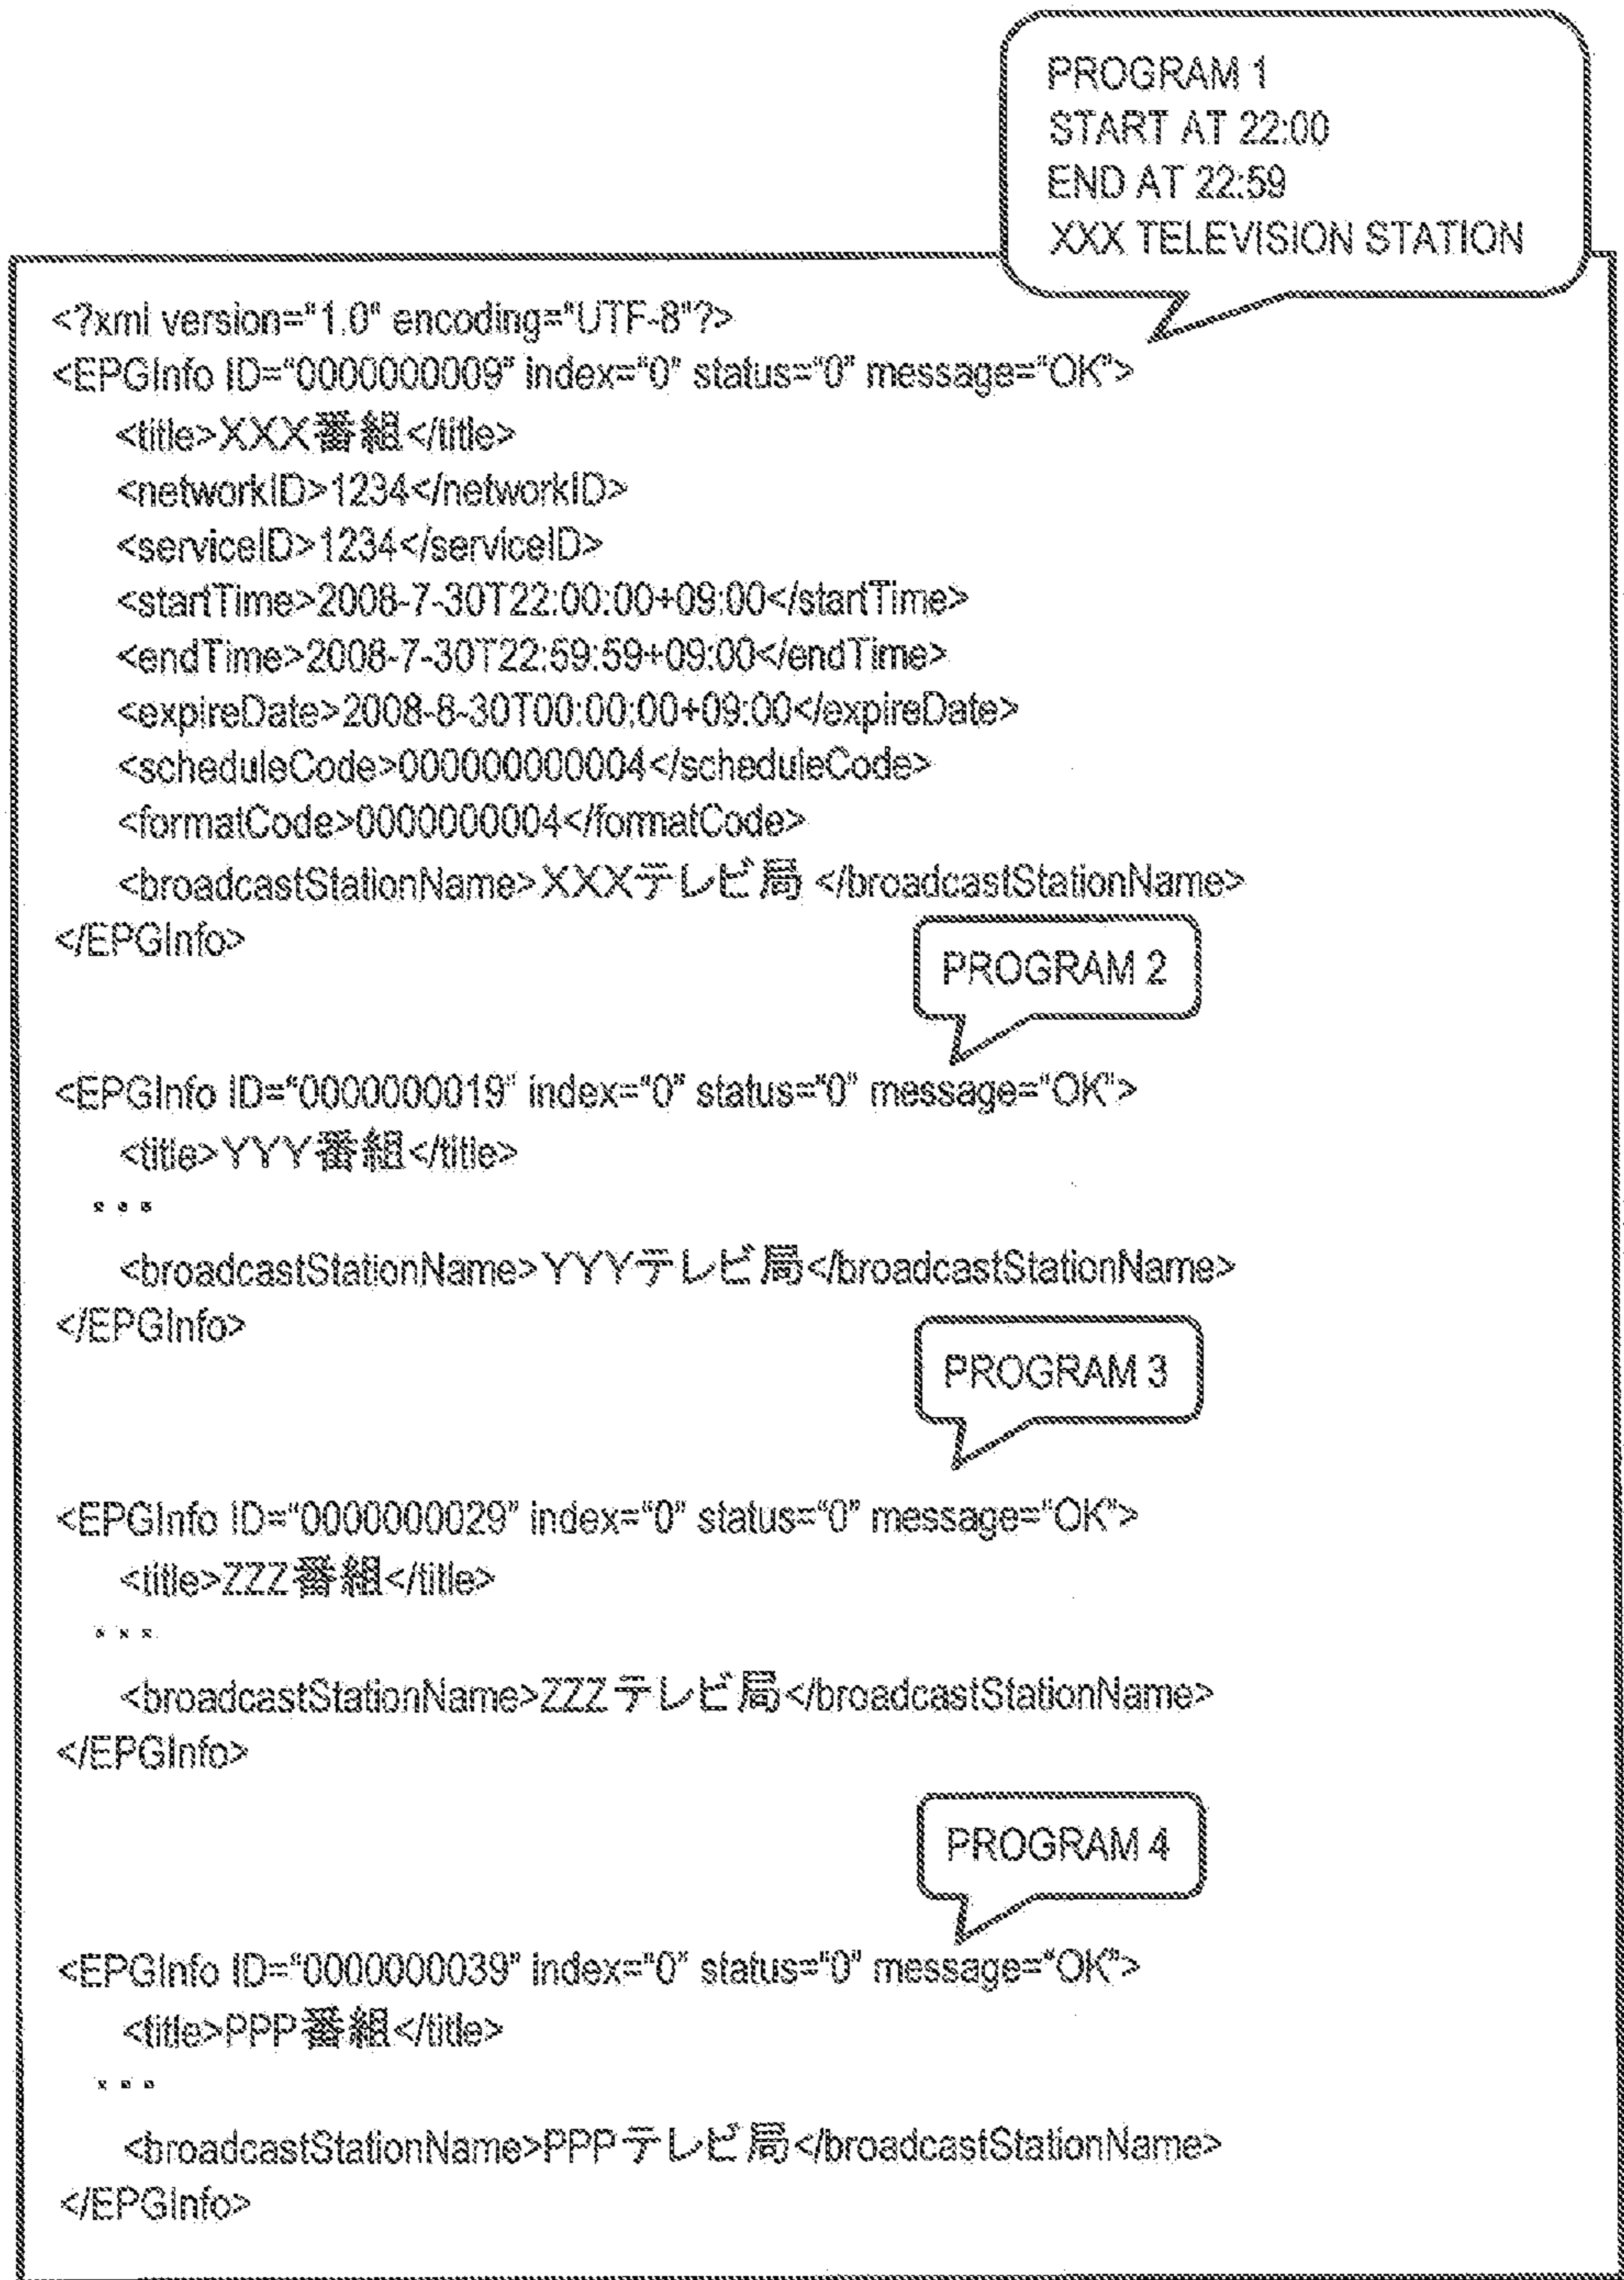 PROGRAM 1
START AT 22:00
END AT 22:59
XXX TELEVISION STATION
<?xml version="1.0" encoding="UTF-8"?>
<EPGInfo ID="0000000009" index="0" status="0" message="OK">
<title>XXX番組</title>
<networkID>1234</networkID>
<serviceID>1234</serviceID>
<startTime>2008-7-30T22:00:00+09:00</startTime>
<endTime>2008-7-30T22:59:59+09:00</endTime>
<expireDate>2008-8-30T00:00:00+09:00</expireDate>
<scheduleCode>000000000004</scheduleCode>
<formatCode>0000000004</formatCode>
<broadcastStationName>XXXテレビ局 </broadcastStationName>
</EPGInfo>
PROGRAM 2
<EPGInfo ID="0000000019" index="0" status="0" message="OK">
<title>YYY番組</title>
...
<broadcastStationName>YYYテレビ局</broadcastStationName>
</EPGInfo>
PROGRAM 3
<EPGInfo ID="0000000029" index="0" status="0" message="OK">
<title>ZZZ番組</title>
...
<broadcastStationName>ZZZテレビ局</broadcastStationName>
</EPGInfo>
PROGRAM 4
<EPGInfo ID="0000000039" index="0" status="0" message="OK">
<title>PPP番組</title>
...
<broadcastStationName>PPPテレビ局</broadcastStationName>
</EPGInfo>